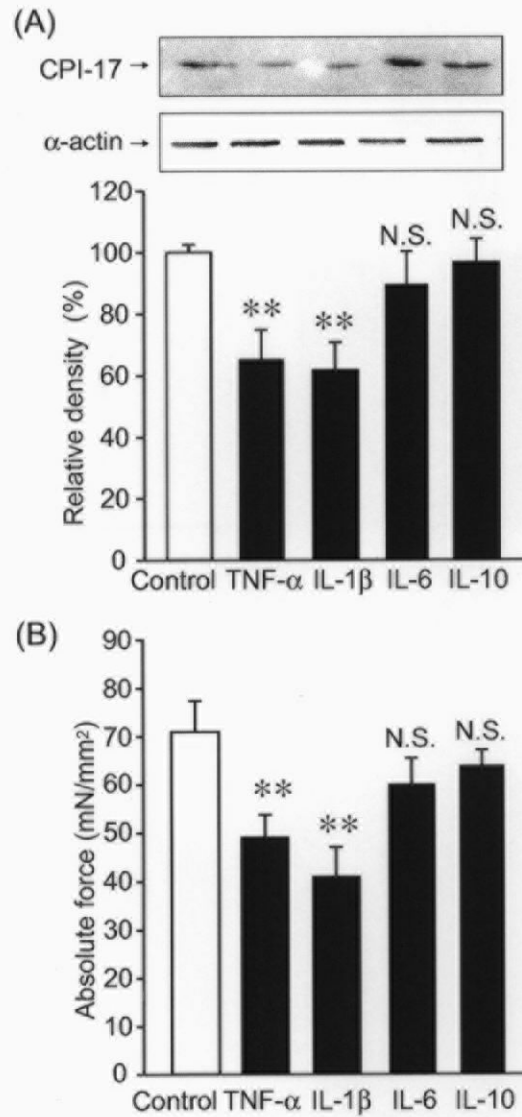 (A)
CPI-17→
α-actin→
120
100
80
60
40
20
0
Relative density (%)
**
**
N.S.
N.S.
Control TNF-α IL-1β IL-6 IL-10
(B)
90
80
70
60
50
40
30
20
10
0
Absolute force (mN/mm²)
**
**
N.S.
N.S.
Control TNF-α IL-1β IL-6 IL-10